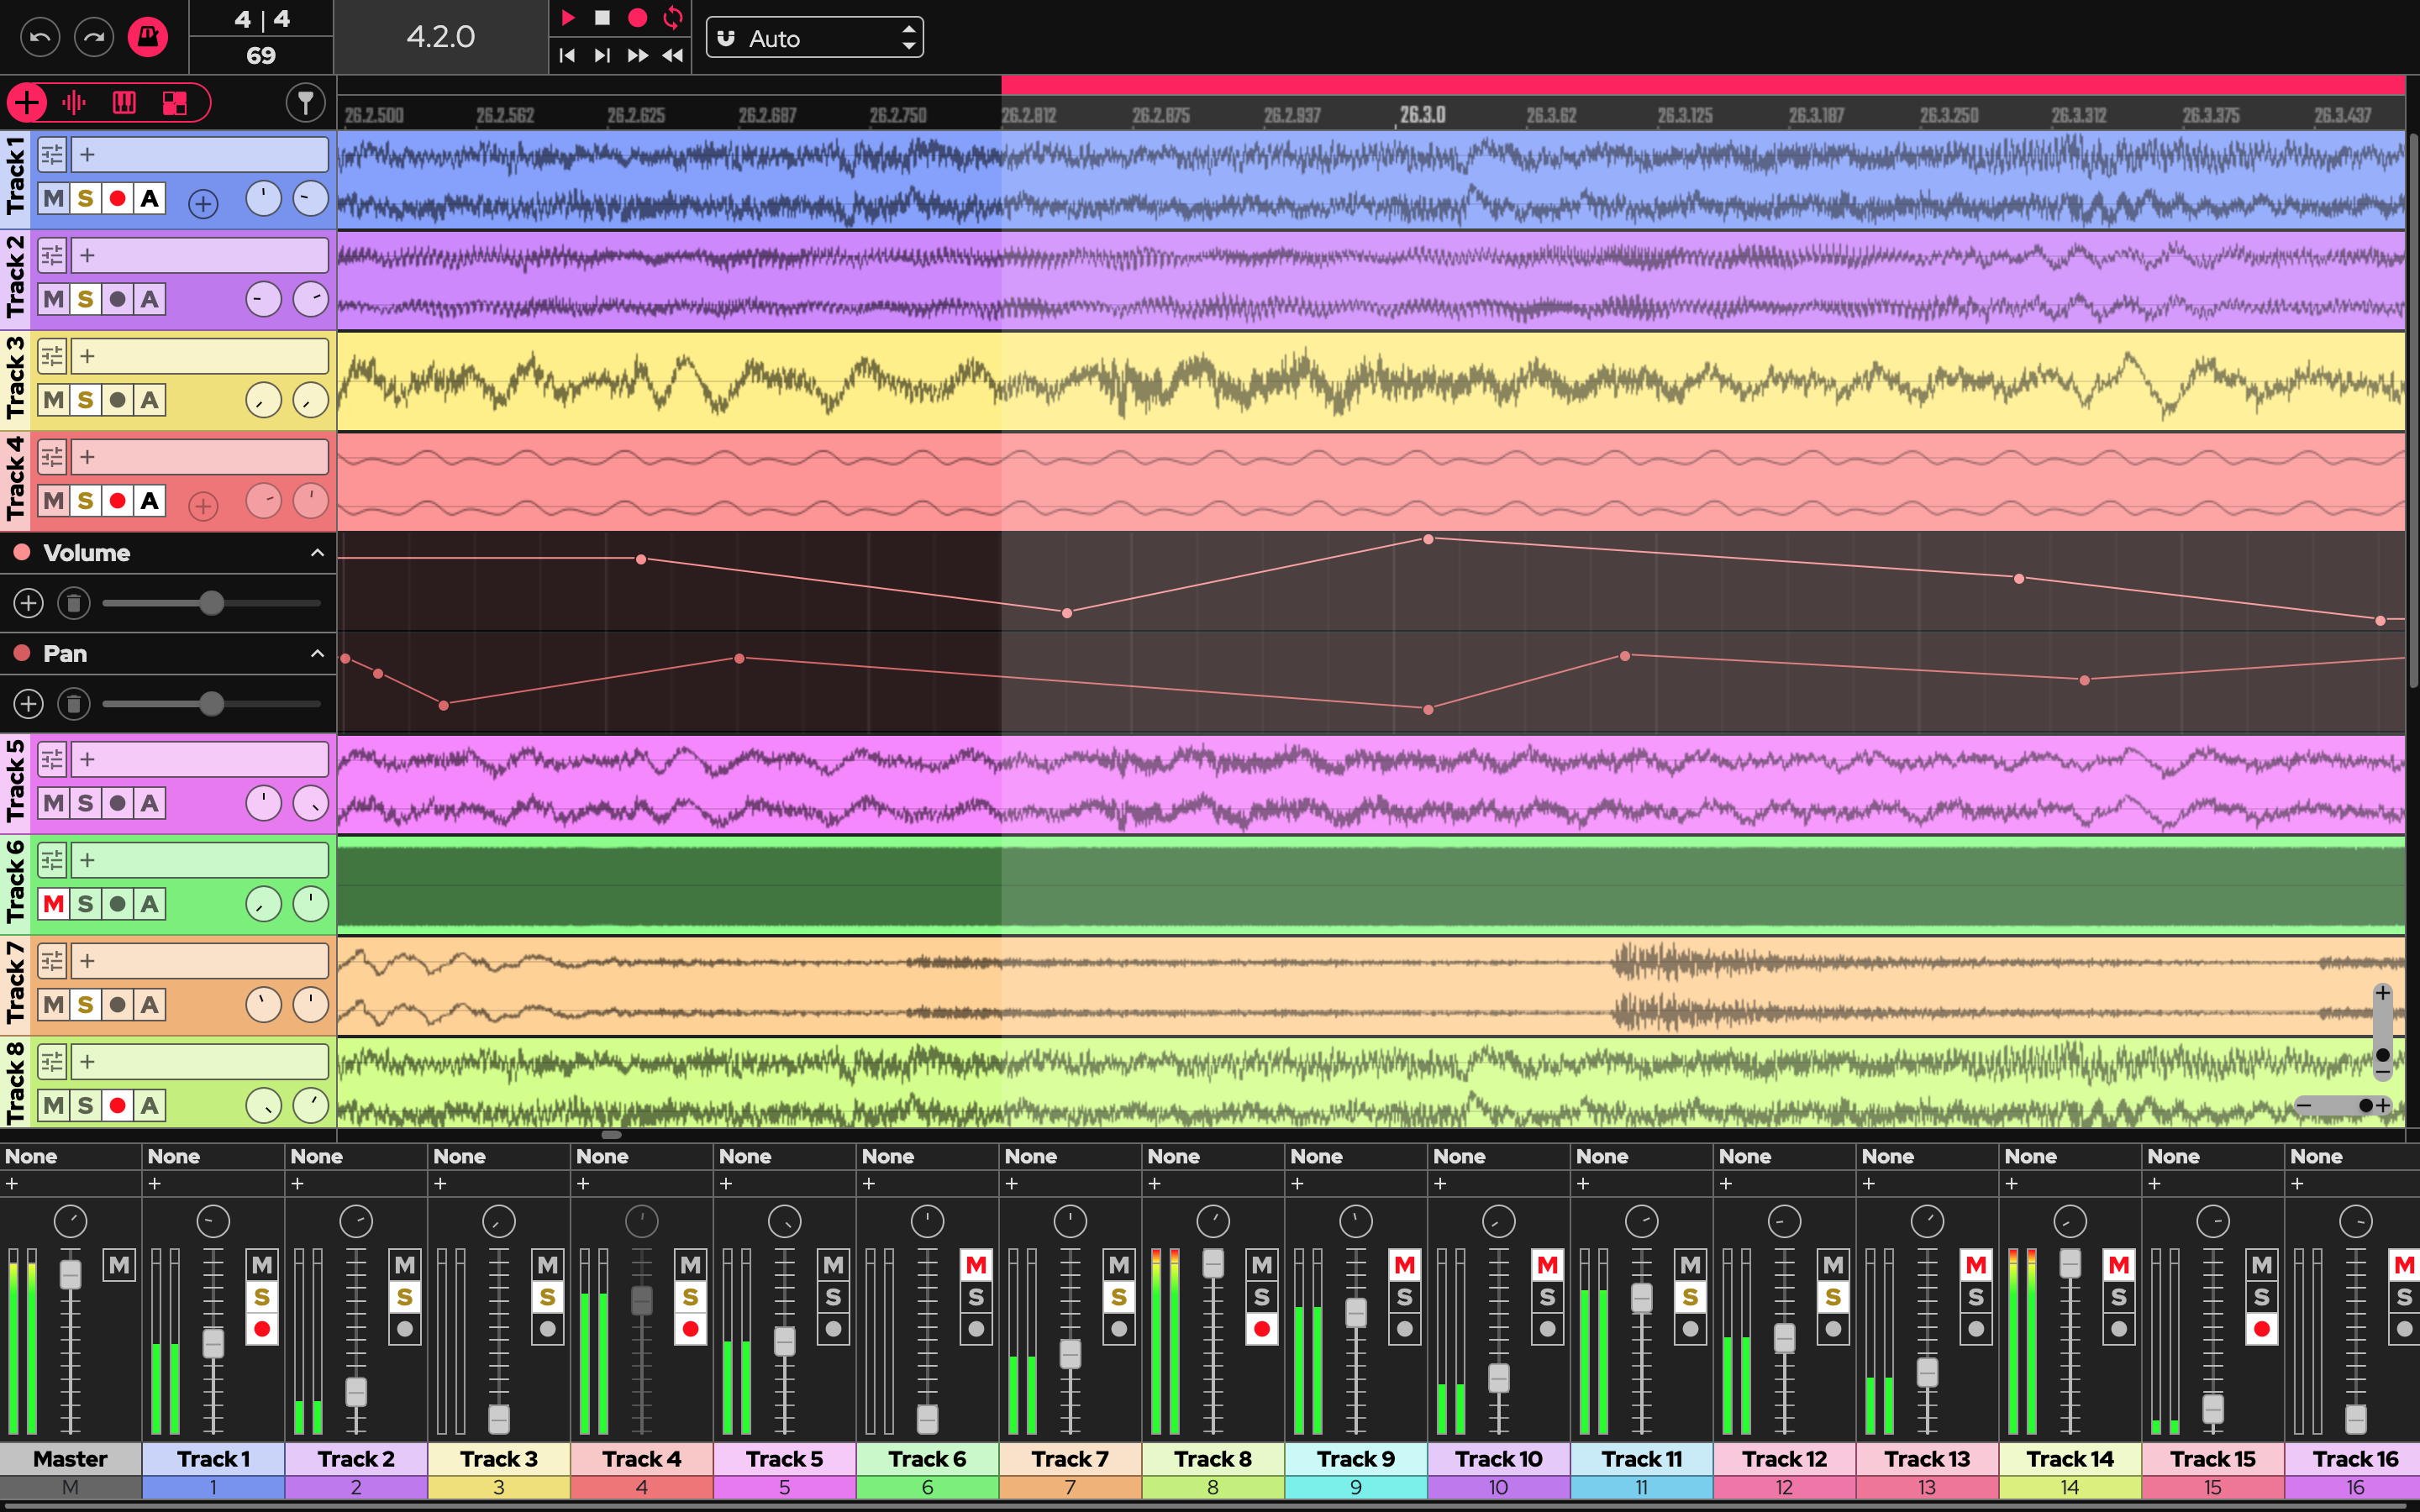 4 | 4
69
4.2.0
Auto
26.2.500 26.2.562 26.2.625 26.2.687 26.2.750 26.2.812 26.2.875 26.2.937 26.3.0 26.3.62 26.3.125 26.3.187 26.3.250 26.3.312 26.3.375 26.3.437
Track 1
+
M S A
Track 2
+
M S A
Track 3
+
M S A
Track 4
+
M S A
Volume
Pan
Track 5
+
M S A
Track 6
+
M S A
Track 7
+
M S A
Track 8
+
M S A
None None None None None None None None None None None None None None None None None
+ + + + + + + + + + + + + + + + +
M M M M M M M M M M M M M M M M M
S S S S S S S S S S S S S S S S
Master Track 1 Track 2 Track 3 Track 4 Track 5 Track 6 Track 7 Track 8 Track 9 Track 10 Track 11 Track 12 Track 13 Track 14 Track 15 Track 16
M 1 2 3 4 5 6 7 8 9 10 11 12 13 14 15 16